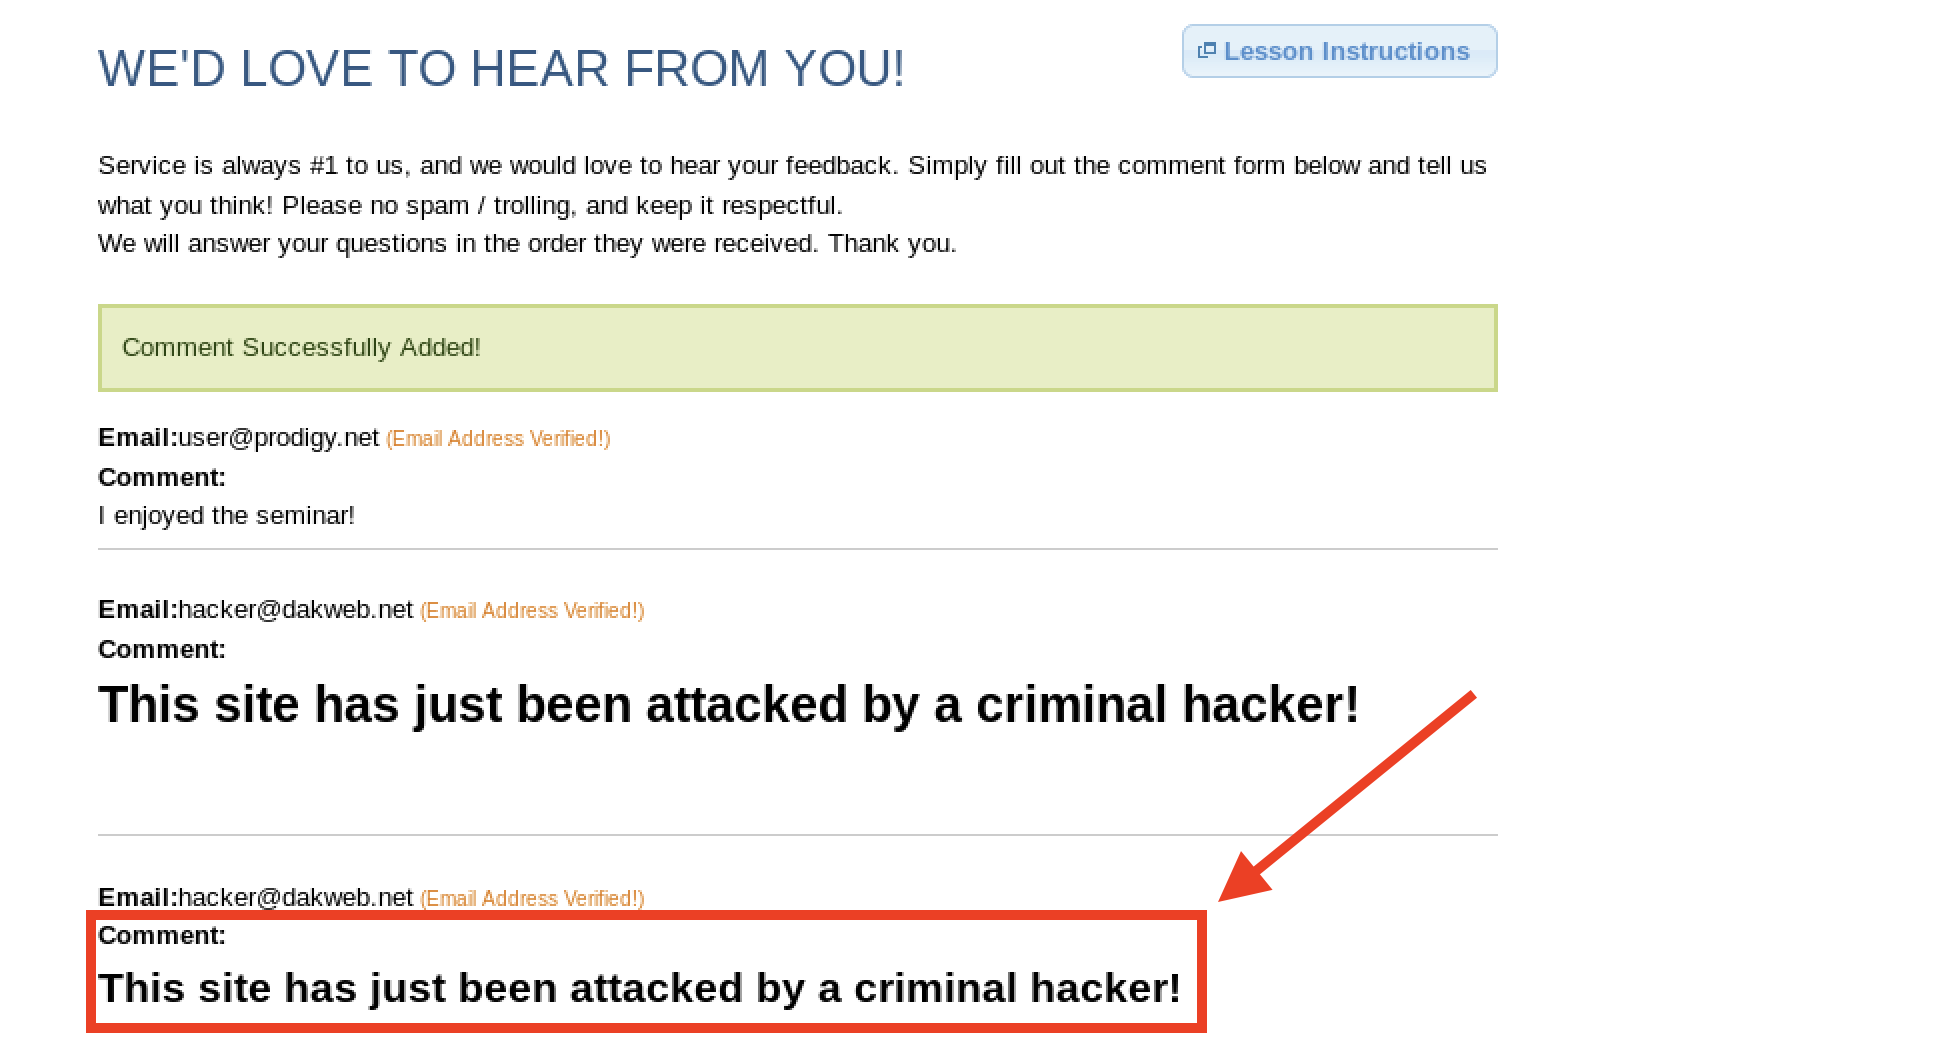 WE'D LOVE TO HEAR FROM YOU!
Lesson Instructions
Service is always #1 to us, and we would love to hear your feedback. Simply fill out the comment form below and tell us
what you think! Please no spam / trolling, and keep it respectful.
We will answer your questions in the order they were received. Thank you.
Comment Successfully Added!
Email:user@prodigy.net (Email Address Verified!)
Comment:
I enjoyed the seminar!
Email:hacker@dakweb.net (Email Address Verified!)
Comment:
This site has just been attacked by a criminal hacker!
Email:hacker@dakweb.net (Email Address Verified!)
Comment:
This site has just been attacked by a criminal hacker!